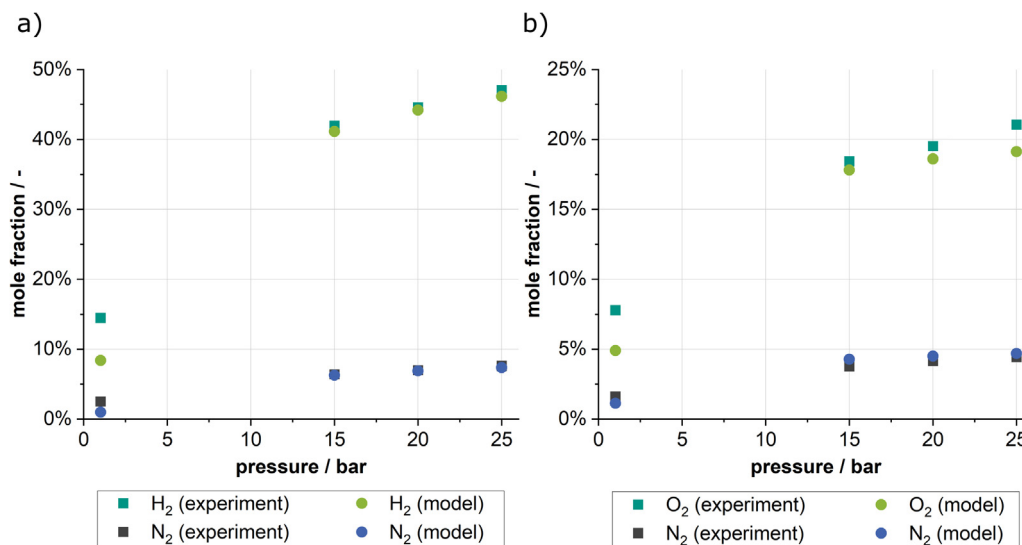 a)
50%
40%
30%
20%
10%
0%
mole fraction / -
0 5 10 15 20 25
pressure / bar
H₂ (experiment) H₂ (model)
N₂ (experiment) N₂ (model)
b)
25%
20%
15%
10%
5%
0%
mole fraction / -
0 5 10 15 20 25
pressure / bar
O₂ (experiment) O₂ (model)
N₂ (experiment) N₂ (model)